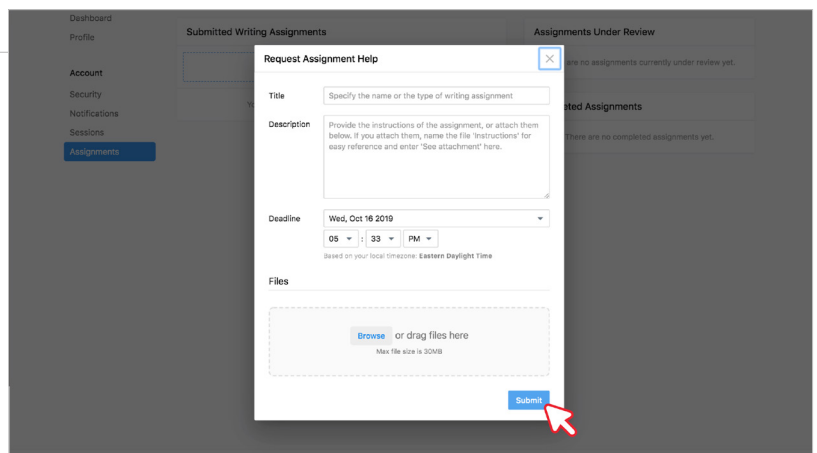 Dashboard
Profile
Account
Security
Notifications
Sessions
Assignments
Submitted Writing Assignments
Yo
Assignments Under Review
are no assignments currently under review yet.
eted Assignments
There are no completed assignments yet.
Request Assignment Help
Title
Specify the name or the type of writing assignment
Description
Provide the instructions of the assignment, or attach them
below. If you attach them, name the file 'Instructions' for
easy reference and enter 'See attachment' here.
Deadline
Wed, Oct 16 2019
05 : 33 PM
Based on your local timezone: Eastern Daylight Time
Files
Browse or drag files here
Max file size is 30MB
Submit